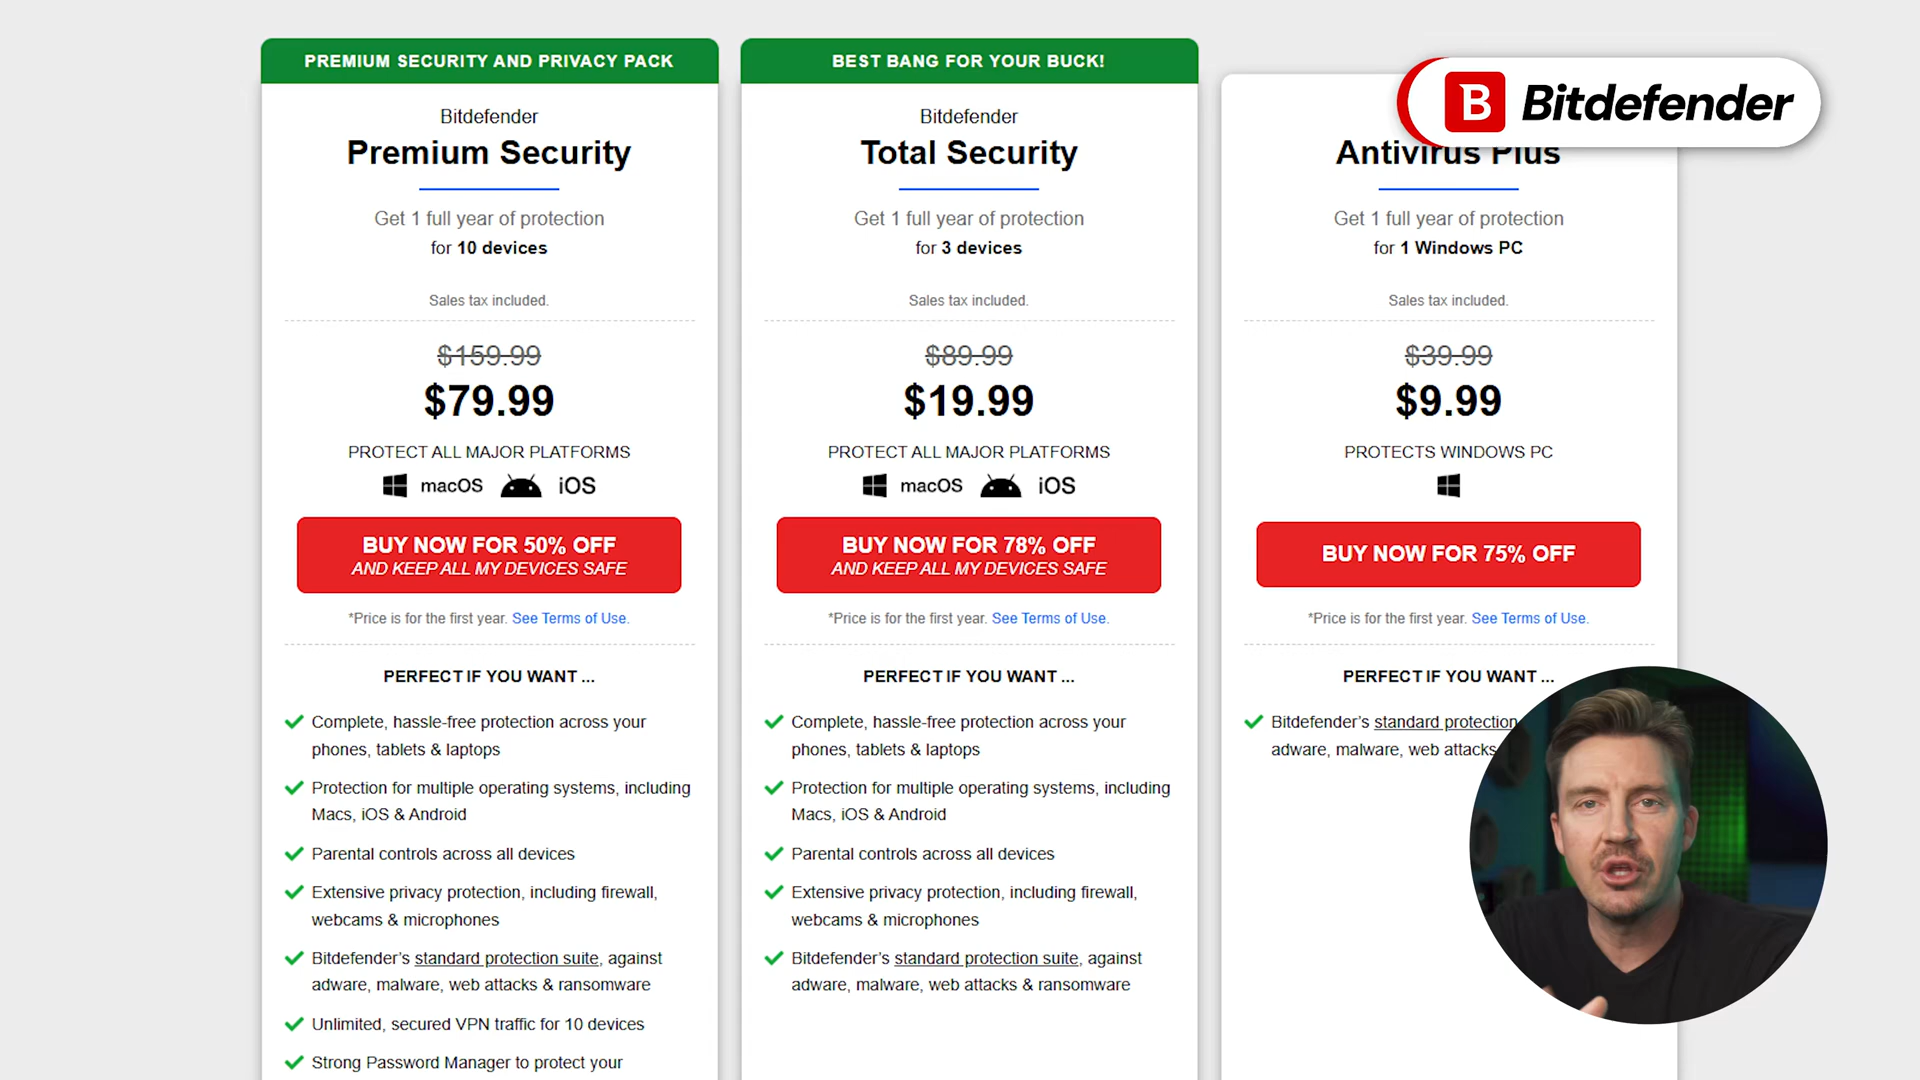 PREMIUM SECURITY AND PRIVACY PACK
Bitdefender
Premium Security
Get 1 full year of protection
for 10 devices
Sales tax included.
$159.99
$79.99
PROTECT ALL MAJOR PLATFORMS
macOS iOS
BUY NOW FOR 50% OFF
AND KEEP ALL MY DEVICES SAFE
*Price is for the first year. See Terms of Use.
PERFECT IF YOU WANT ...
Complete, hassle-free protection across your
phones, tablets & laptops
Protection for multiple operating systems, including
Macs, iOS & Android
Parental controls across all devices
Extensive privacy protection, including firewall,
webcams & microphones
Bitdefender’s standard protection suite, against
adware, malware, web attacks & ransomware
Unlimited, secured VPN traffic for 10 devices
Strong Password Manager to protect your
BEST BANG FOR YOUR BUCK!
Bitdefender
Total Security
Get 1 full year of protection
for 3 devices
Sales tax included.
$89.99
$19.99
PROTECT ALL MAJOR PLATFORMS
macOS iOS
BUY NOW FOR 78% OFF
AND KEEP ALL MY DEVICES SAFE
*Price is for the first year. See Terms of Use.
PERFECT IF YOU WANT ...
Complete, hassle-free protection across your
phones, tablets & laptops
Protection for multiple operating systems, including
Macs, iOS & Android
Parental controls across all devices
Extensive privacy protection, including firewall,
webcams & microphones
Bitdefender’s standard protection suite, against
adware, malware, web attacks & ransomware
B Bitdefender
Antivirus Plus
Get 1 full year of protection
for 1 Windows PC
Sales tax included.
$39.99
$9.99
PROTECTS WINDOWS PC
BUY NOW FOR 75% OFF
*Price is for the first year. See Terms of Use.
PERFECT IF YOU WANT ...
Bitdefender’s standard protection
adware, malware, web attacks